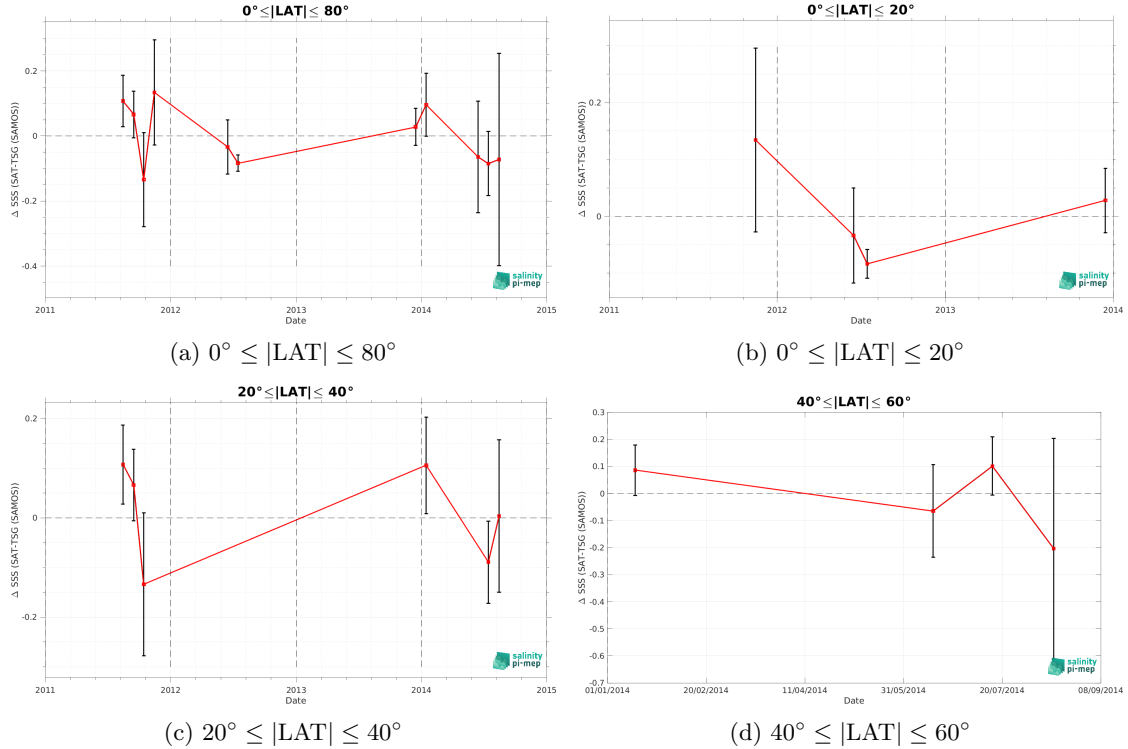 0°≤|LAT|≤ 80°
Δ SSS (SAT-TSG (SAMOS))
0.2
0
-0.2
-0.4
2011 2012 2013 2014 2015
Date
salinity
pi-mep
(a) 0° ≤ |LAT| ≤ 80°
0°≤|LAT|≤ 20°
Δ SSS (SAT-TSG (SAMOS))
0.2
0
2011 2012 2013 2014
Date
salinity
pi-mep
(b) 0° ≤ |LAT| ≤ 20°
20°≤|LAT|≤ 40°
Δ SSS (SAT-TSG (SAMOS))
0.2
0
-0.2
2011 2012 2013 2014 2015
Date
salinity
pi-mep
(c) 20° ≤ |LAT| ≤ 40°
40°≤|LAT|≤ 60°
Δ SSS (SAT-TSG (SAMOS))
0.3
0.2
0.1
0
-0.1
-0.2
-0.3
-0.4
-0.5
-0.6
-0.7
01/01/2014 20/02/2014 11/04/2014 31/05/2014 20/07/2014 08/09/2014
Date
salinity
pi-mep
(d) 40° ≤ |LAT| ≤ 60°